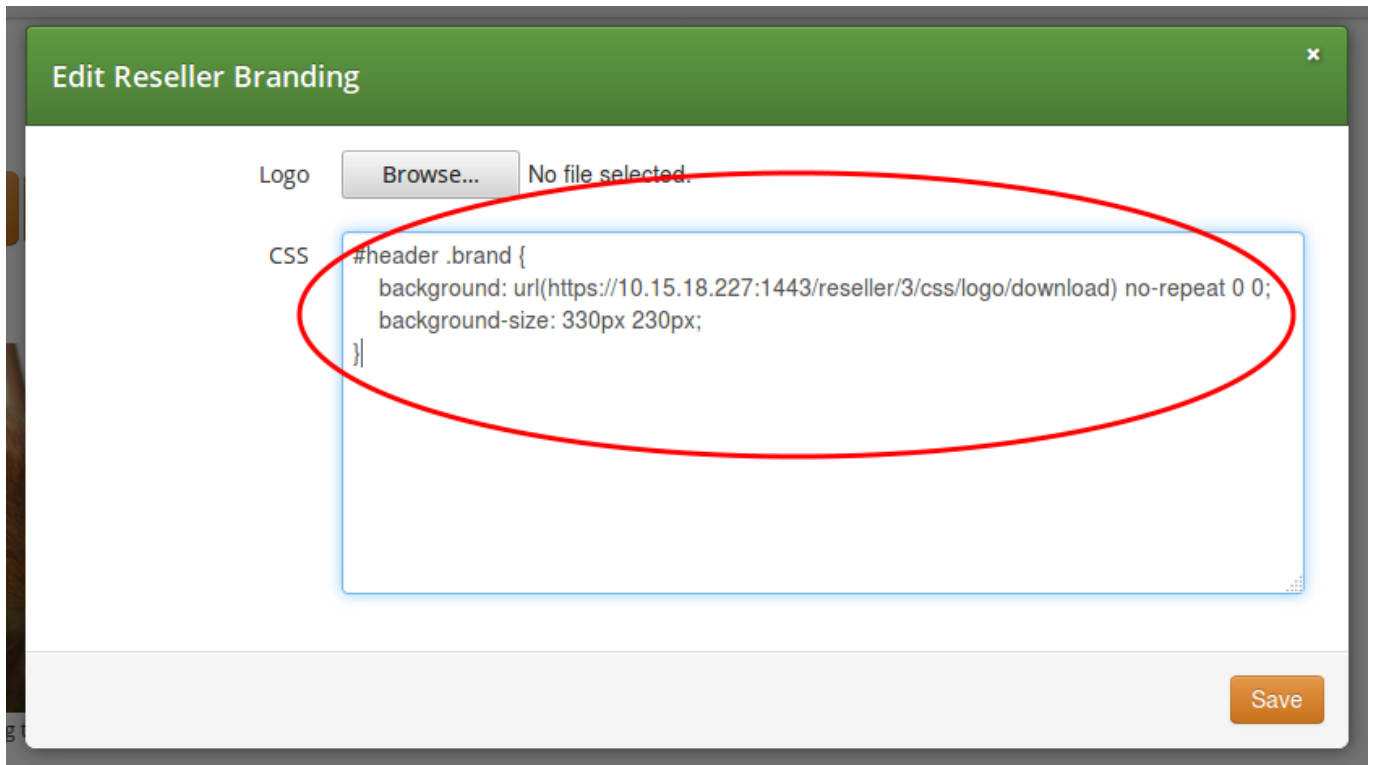 Edit Reseller Branding
×
Logo
Browse...
No file selected.
CSS
#header .brand {
    background: url(https://10.15.18.227:1443/reseller/3/css/logo/download) no-repeat 0 0;
    background-size: 330px 230px;
}
Save